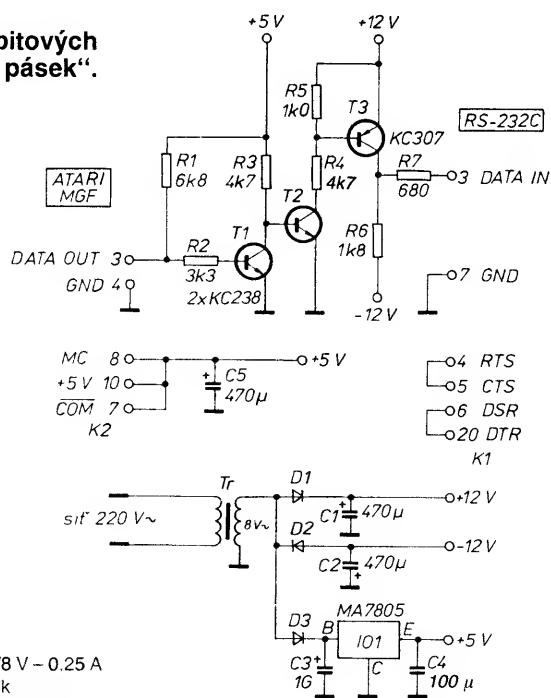 bitových
pásek“.
+5 V
+12 V
R5
1k0
T3
KC307
RS-232C
R1
6k8
R3
4k7
R4
4k7
R7
680
3 DATA IN
ATARI
MGF
T2
R2
3k3
T1
2xKC238
R6
1k8
DATA OUT 3
GND 4
7 GND
-12 V
MC 8
+5 V 10
COM 7
K2
C5
+
470µ
+5 V
4 RTS
5 CTS
6 DSR
20 DTR
K1
Tr
síť 220 V~
8V~
D1
+12 V
C1
+
470µ
D2
-12 V
C2
+
470µ
D3
MA7805
B
IO1
E
C
+5 V
C3
+
1G
C4
100 µ
/8 V – 0.25 A
k